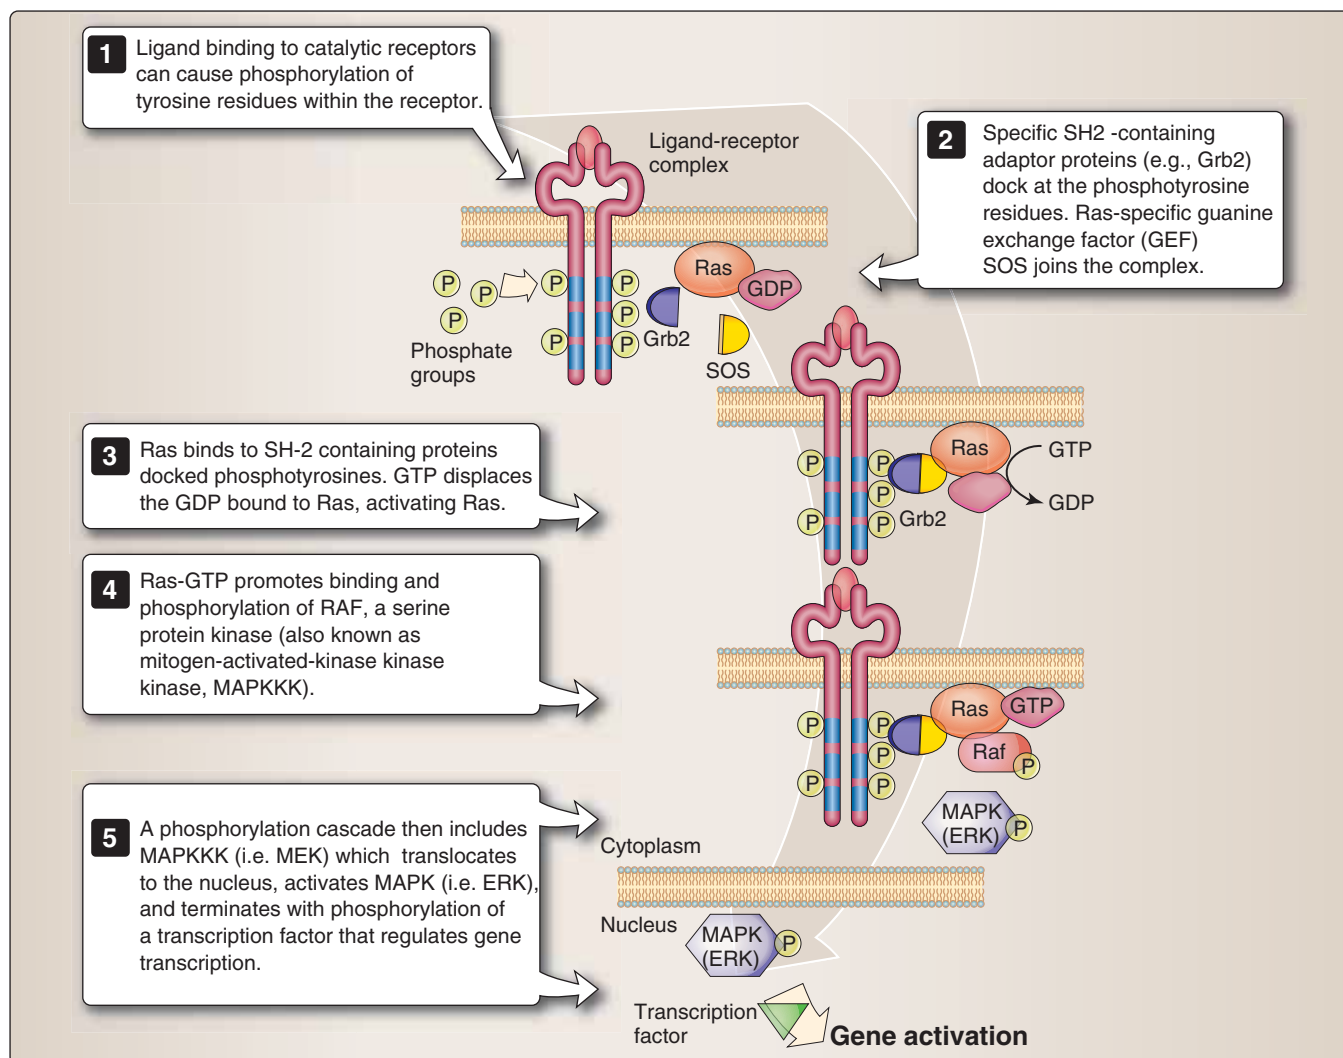 1
Ligand binding to catalytic receptors
can cause phosphorylation of
tyrosine residues within the receptor.
Ligand-receptor
complex
2
Specific SH2 -containing
adaptor proteins (e.g., Grb2)
dock at the phosphotyrosine
residues. Ras-specific guanine
exchange factor (GEF)
SOS joins the complex.
Ras
GDP
P
P
P
P
P
P
P
P
Phosphate
groups
Grb2
SOS
3
Ras binds to SH-2 containing proteins
docked phosphotyrosines. GTP displaces
the GDP bound to Ras, activating Ras.
Ras
GTP
GDP
P
P
P
P
P
Grb2
4
Ras-GTP promotes binding and
phosphorylation of RAF, a serine
protein kinase (also known as
mitogen-activated-kinase kinase
kinase, MAPKKK).
Ras
GTP
Raf
P
P
P
P
P
P
MAPK
(ERK)
P
5
A phosphorylation cascade then includes
MAPKKK (i.e. MEK) which translocates
to the nucleus, activates MAPK (i.e. ERK),
and terminates with phosphorylation of
a transcription factor that regulates gene
transcription.
Cytoplasm
Nucleus
MAPK
(ERK)
P
Transcription
factor
Gene activation